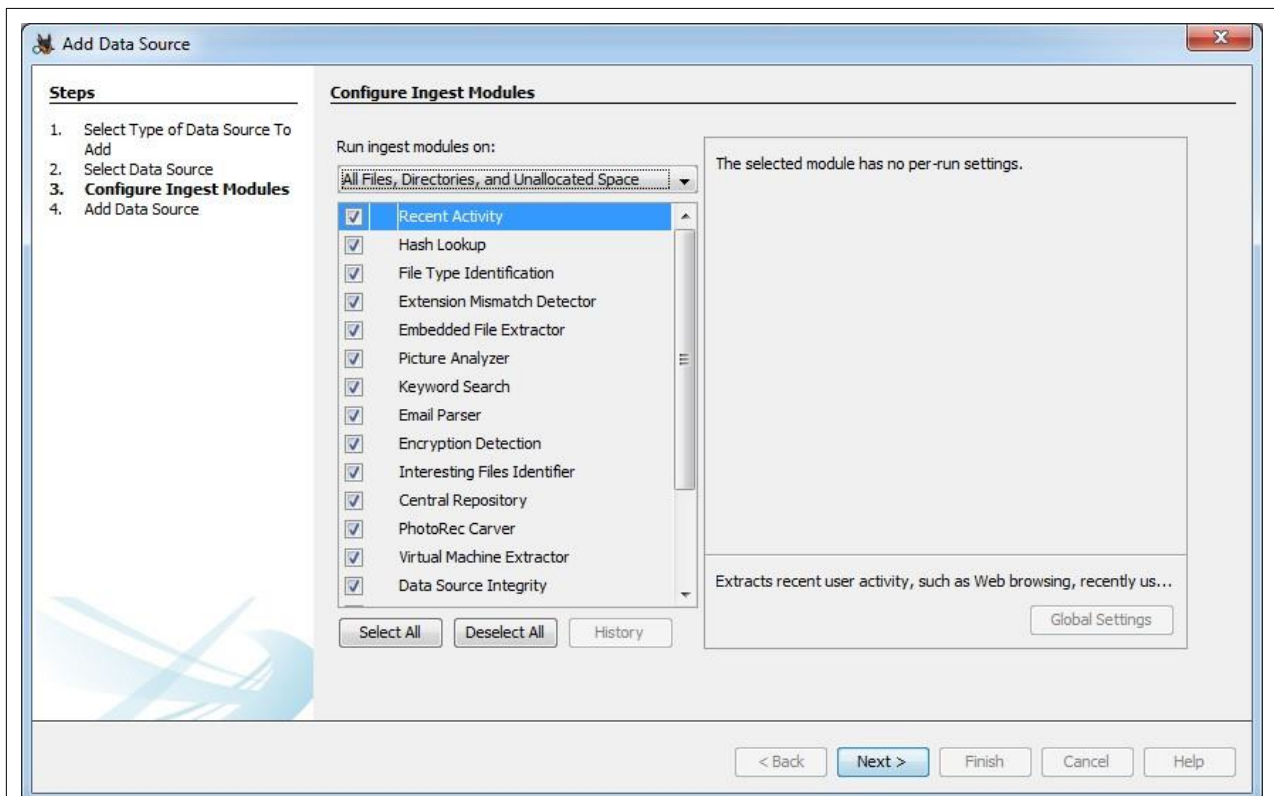 Add Data Source
Steps
1. Select Type of Data Source To
Add
2. Select Data Source
3. Configure Ingest Modules
4. Add Data Source
Configure Ingest Modules
Run ingest modules on:
All Files, Directories, and Unallocated Space
Recent Activity
Hash Lookup
File Type Identification
Extension Mismatch Detector
Embedded File Extractor
Picture Analyzer
Keyword Search
Email Parser
Encryption Detection
Interesting Files Identifier
Central Repository
PhotoRec Carver
Virtual Machine Extractor
Data Source Integrity
Select All Deselect All History
The selected module has no per-run settings.
Extracts recent user activity, such as Web browsing, recently us...
Global Settings
< Back Next > Finish Cancel Help